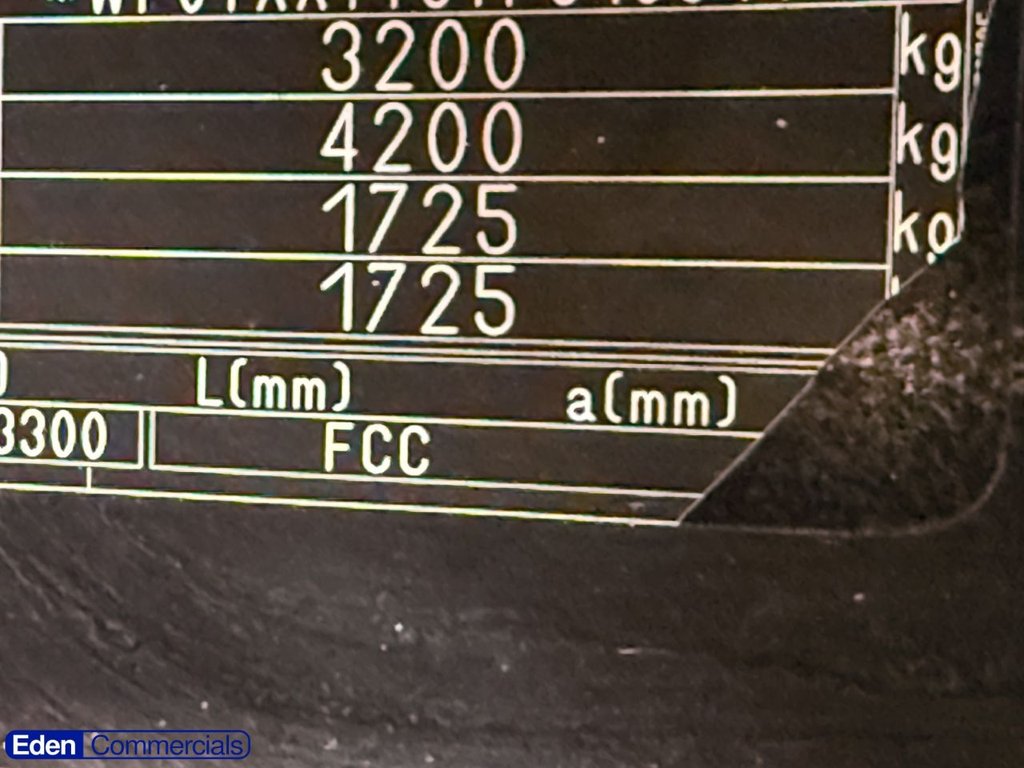 3200 kg
4200 kg
1725
1725
L(mm) a(mm)
3300 FCC
Eden Commercials